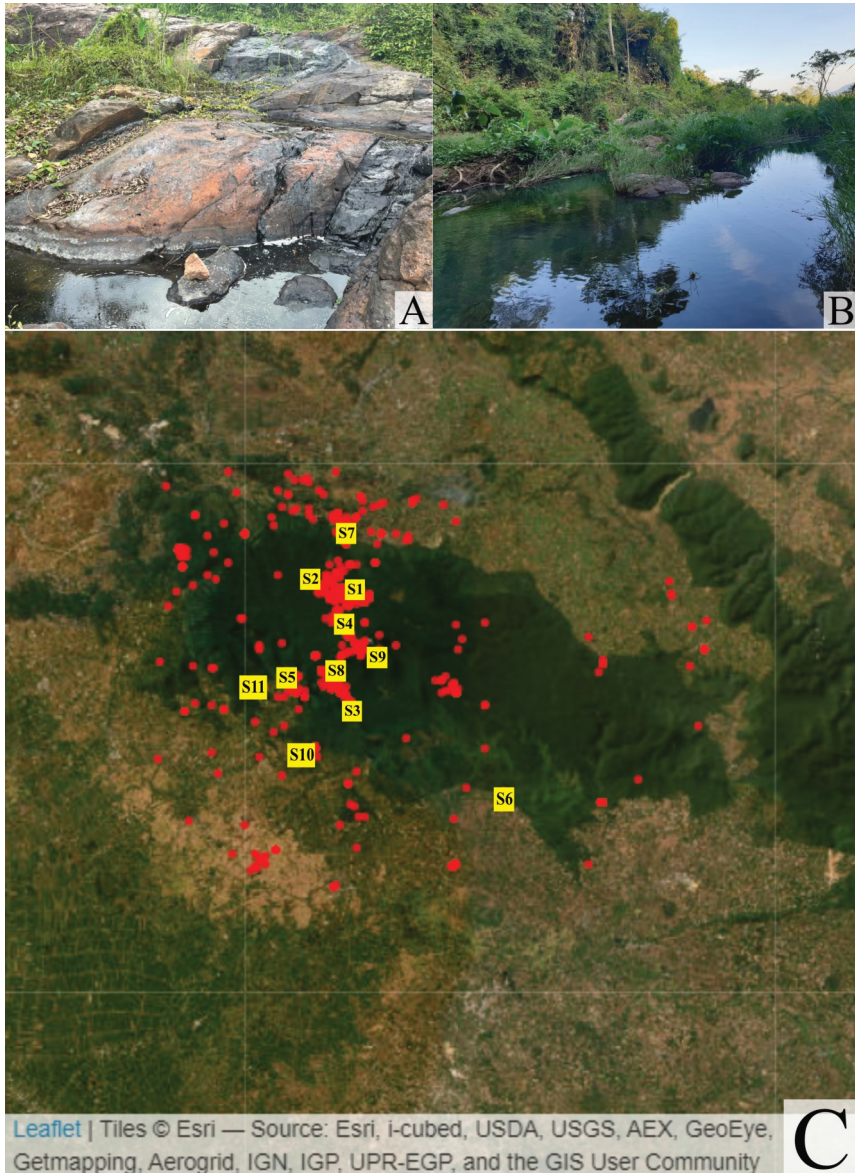 A
B
S7
S2
S1
S4
S9
S8
S5
S11
S3
S10
S6
C
Leaflet | Tiles © Esri — Source: Esri, i-cubed, USDA, USGS, AEX, GeoEye,
Getmapping, Aerogrid, IGN, IGP, UPR-EGP, and the GIS User Community